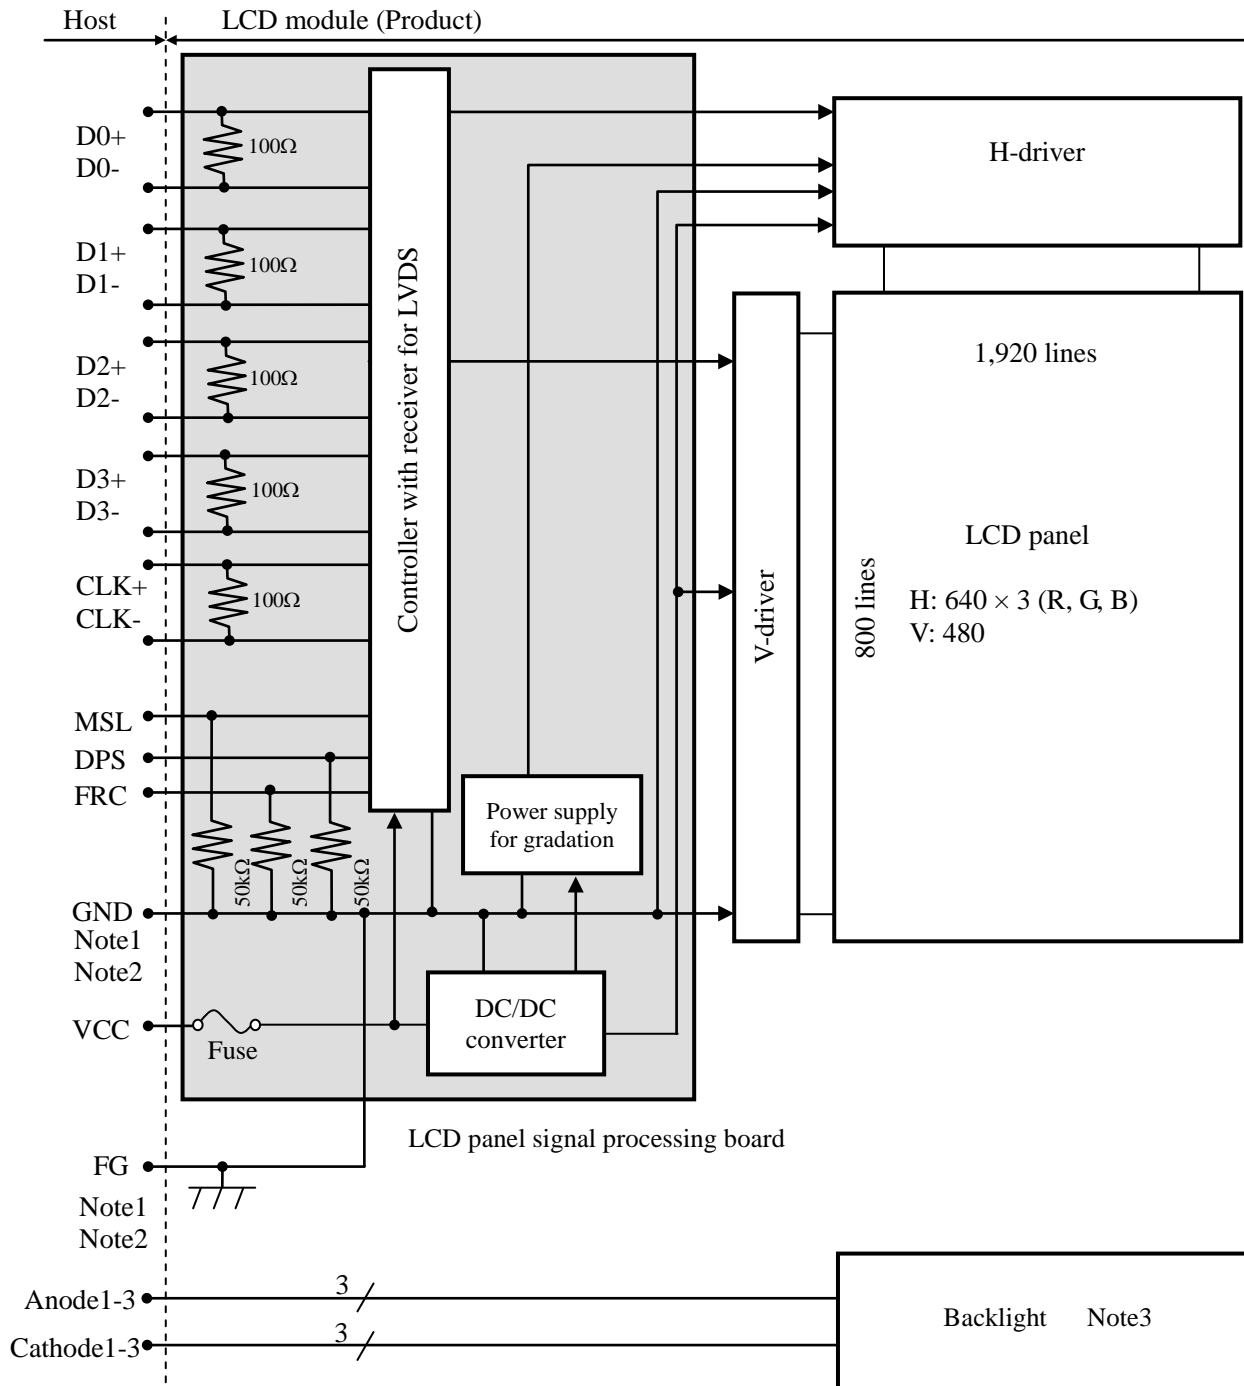 Host
LCD module (Product)
D0+
D0-
100Ω
H-driver
D1+
D1-
100Ω
Controller with receiver for LVDS
D2+
D2-
100Ω
1,920 lines
D3+
D3-
100Ω
LCD panel
H: 640 × 3 (R, G, B)
V: 480
800 lines
V-driver
CLK+
CLK-
100Ω
MSL
DPS
FRC
50kΩ
50kΩ
50kΩ
Power supply
for gradation
GND
Note1
Note2
VCC
Fuse
DC/DC
converter
LCD panel signal processing board
FG
Note1
Note2
Anode1-3
3
Cathode1-3
3
Backlight Note3